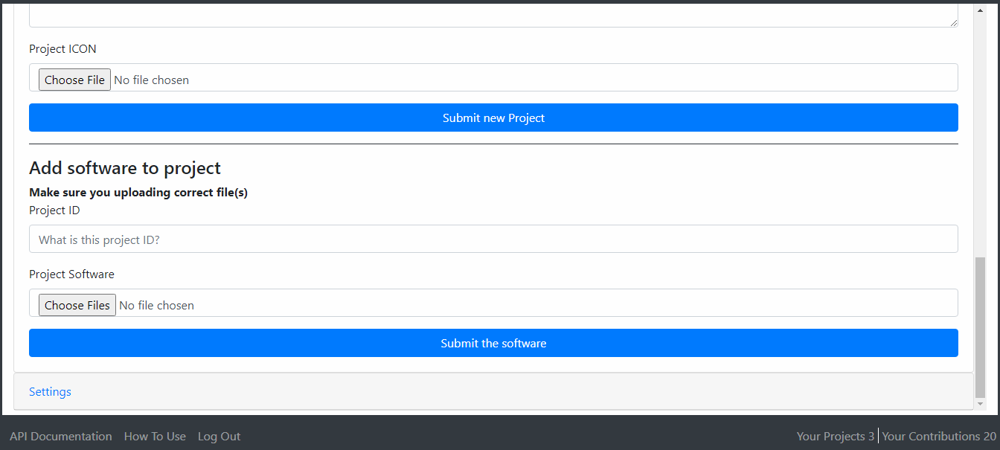 Project ICON
Choose File No file chosen
Submit new Project
Add software to project
Make sure you uploading correct file(s)
Project ID
What is this project ID?
Project Software
Choose Files No file chosen
Submit the software
Settings
API Documentation How To Use Log Out Your Projects 3 Your Contributions 20